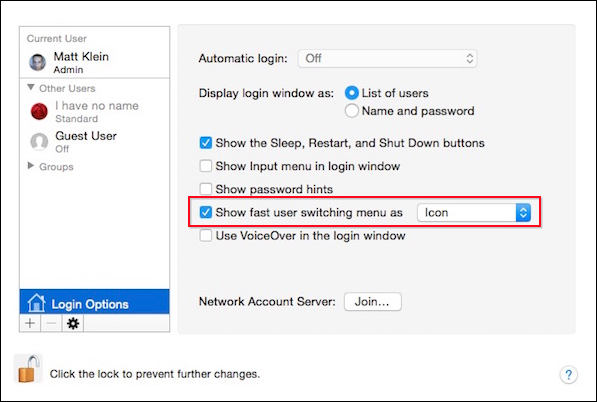 Current User
Matt Klein
Admin
Other Users
I have no name
Standard
Guest User
Off
Groups
Login Options
Automatic login: Off
Display login window as: List of users
Name and password
Show the Sleep, Restart, and Shut Down buttons
Show Input menu in login window
Show password hints
Show fast user switching menu as Icon
Use VoiceOver in the login window
Network Account Server: Join...
Click the lock to prevent further changes.
?